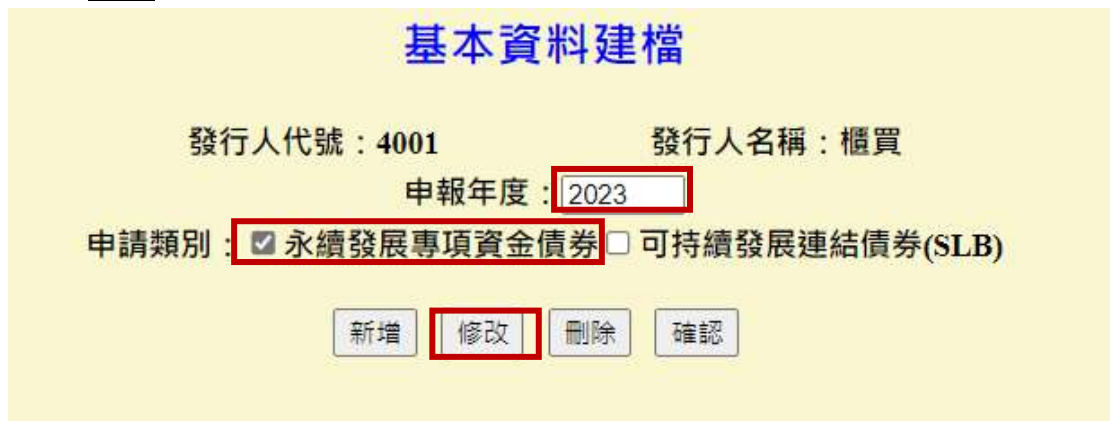 基本資料建檔
發行人代號：4001 發行人名稱：櫃買
申報年度：2023
申請類別：永續發展專項資金債券 可持續發展連結債券(SLB)
新增 修改 刪除 確認